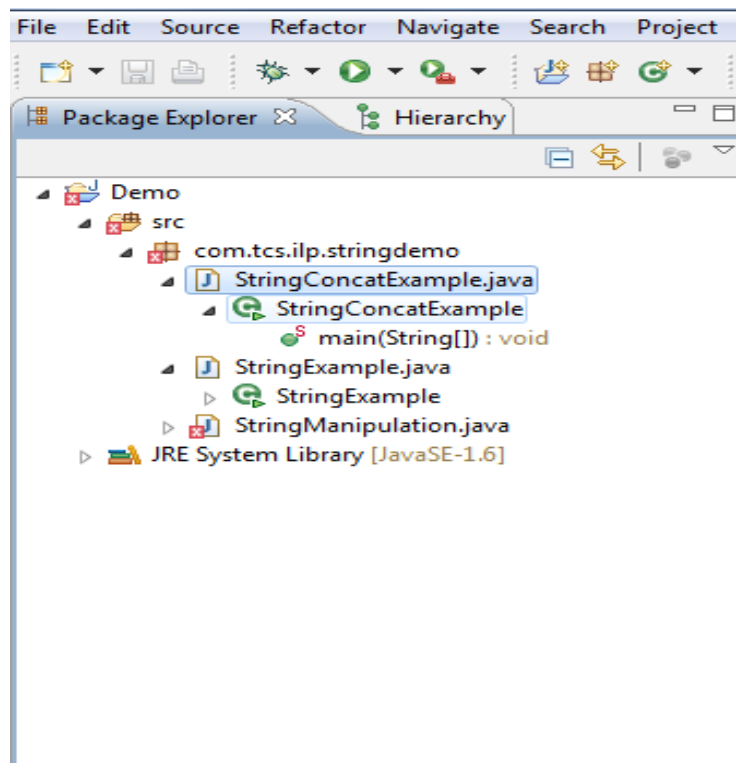 File Edit Source Refactor Navigate Search Project
Package Explorer Hierarchy
Demo
src
com.tcs.ilp.stringdemo
StringConcatExample.java
StringConcatExample
main(String[]) : void
StringExample.java
StringExample
StringManipulation.java
JRE System Library [JavaSE-1.6]